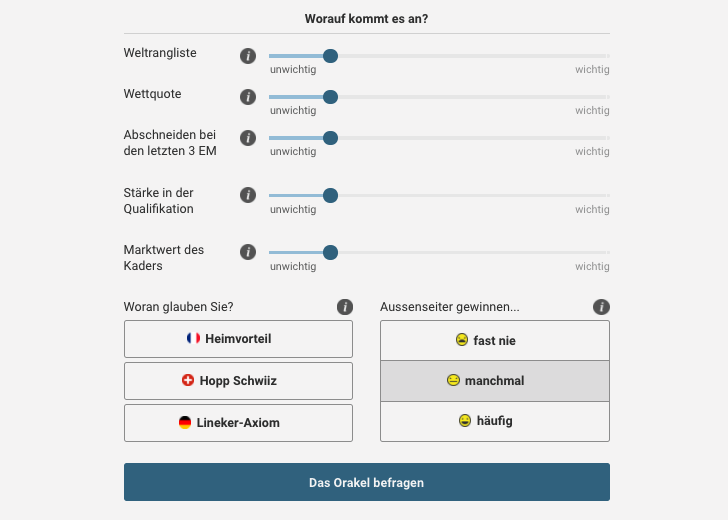 Worauf kommt es an?
Weltrangliste
unwichtig wichtig
Wettquote
unwichtig wichtig
Abschneiden bei
den letzten 3 EM
unwichtig wichtig
Stärke in der
Qualifikation
unwichtig wichtig
Marktwert des
Kaders
unwichtig wichtig
Woran glauben Sie?
Heimvorteil
Hopp Schwiiz
Lineker-Axiom
Aussenseiter gewinnen...
fast nie
manchmal
häufig
Das Orakel befragen